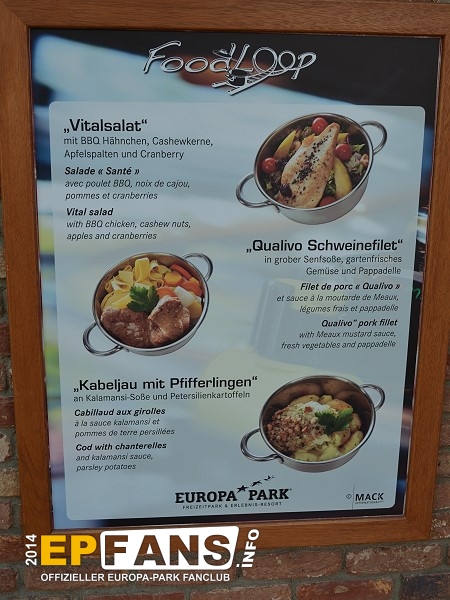 FoodLoop
„Vitalsalat“
mit BBQ Hähnchen, Cashewkerne,
Apfelspalten und Cranberry
Salade « Santé »
avec poulet BBQ, noix de cajou,
pommes et cranberries
Vital salad
with BBQ chicken, cashew nuts,
apples and cranberries
„Qualivo Schweinefilet“
in grober Senfsoße, gartenfrisches
Gemüse und Pappadelle
Filet de porc « Qualivo »
et sauce à la moutarde de Meaux,
légumes frais et pappadelle
Qualivo" pork fillet
with Meaux mustard sauce,
fresh vegetables and pappadelle
„Kabeljau mit Pfifferlingen“
an Kalamansi-Soße und Petersilienkartoffeln
Cabillaud aux girolles
à la sauce kalamansi et
pommes de terre persillées
Cod with chanterelles
and kalamansi sauce,
parsley potatoes
EUROPA PARK®
FREIZEITPARK & ERLEBNIS-RESORT
© MACK
2014 EPFANS.INFO
OFFIZIELLER EUROPA-PARK FANCLUB